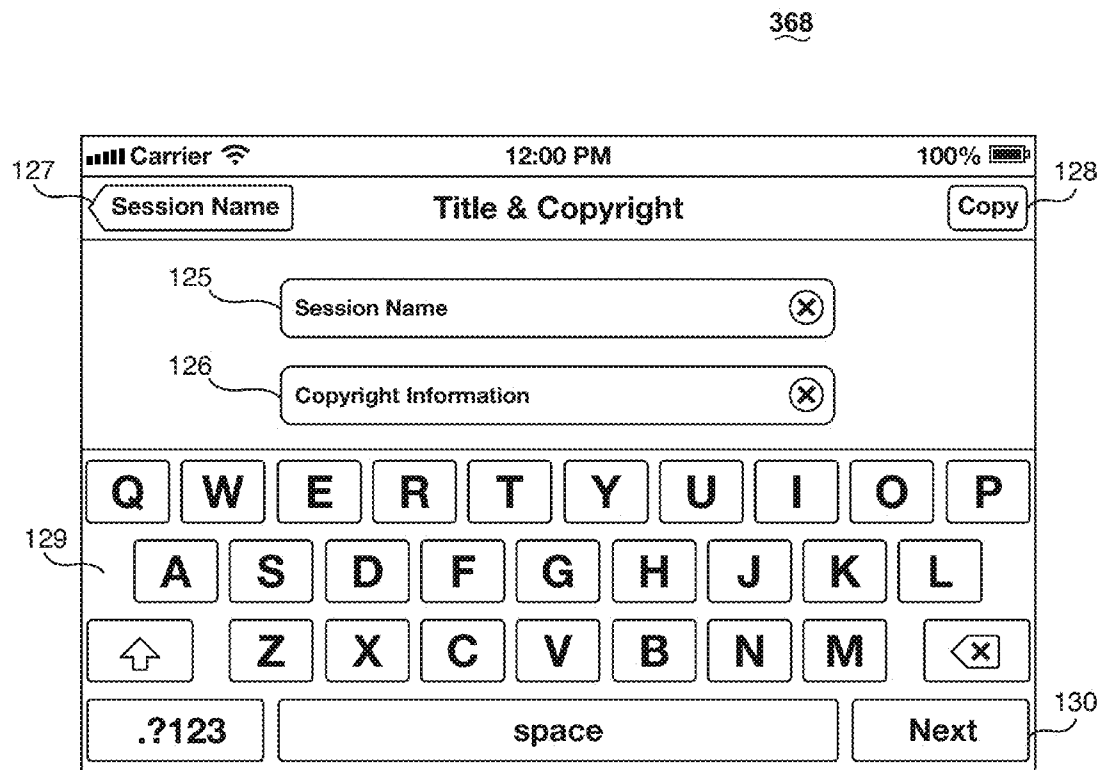 368
Carrier 12:00 PM 100%
127 128
Session Name Title & Copyright Copy
125 Session Name
126 Copyright Information
Q W E R T Y U I O P
129 A S D F G H J K L
Z X C V B N M
130
.?123 space Next